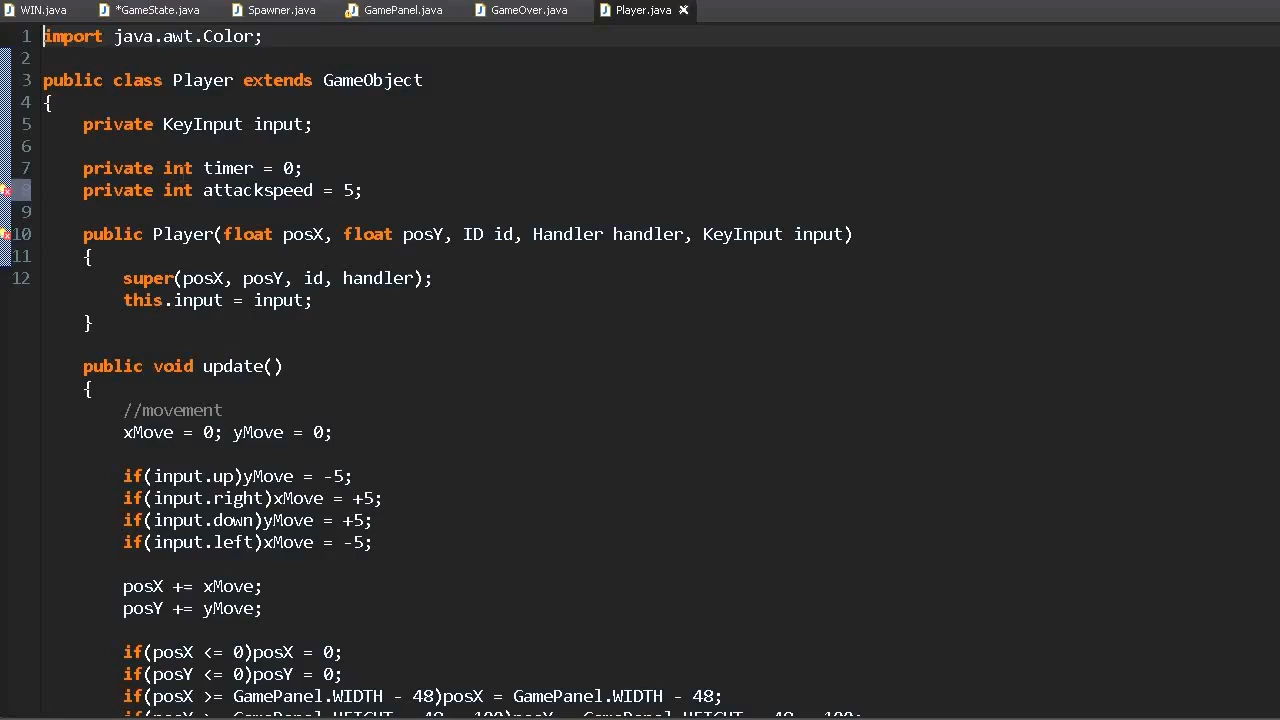 WIN.java *GameState.java Spawner.java GamePanel.java GameOver.java Player.java
1 import java.awt.Color;
2
3 public class Player extends GameObject
4 {
5 private KeyInput input;
6
7 private int timer = 0;
8 private int attackspeed = 5;
9
10 public Player(float posX, float posY, ID id, Handler handler, KeyInput input)
11 {
12 super(posX, posY, id, handler);
this.input = input;
}
public void update()
{
//movement
xMove = 0; yMove = 0;
if(input.up)yMove = -5;
if(input.right)xMove = +5;
if(input.down)yMove = +5;
if(input.left)xMove = -5;
posX += xMove;
posY += yMove;
if(posX <= 0)posX = 0;
if(posY <= 0)posY = 0;
if(posX >= GamePanel.WIDTH - 48)posX = GamePanel.WIDTH - 48;